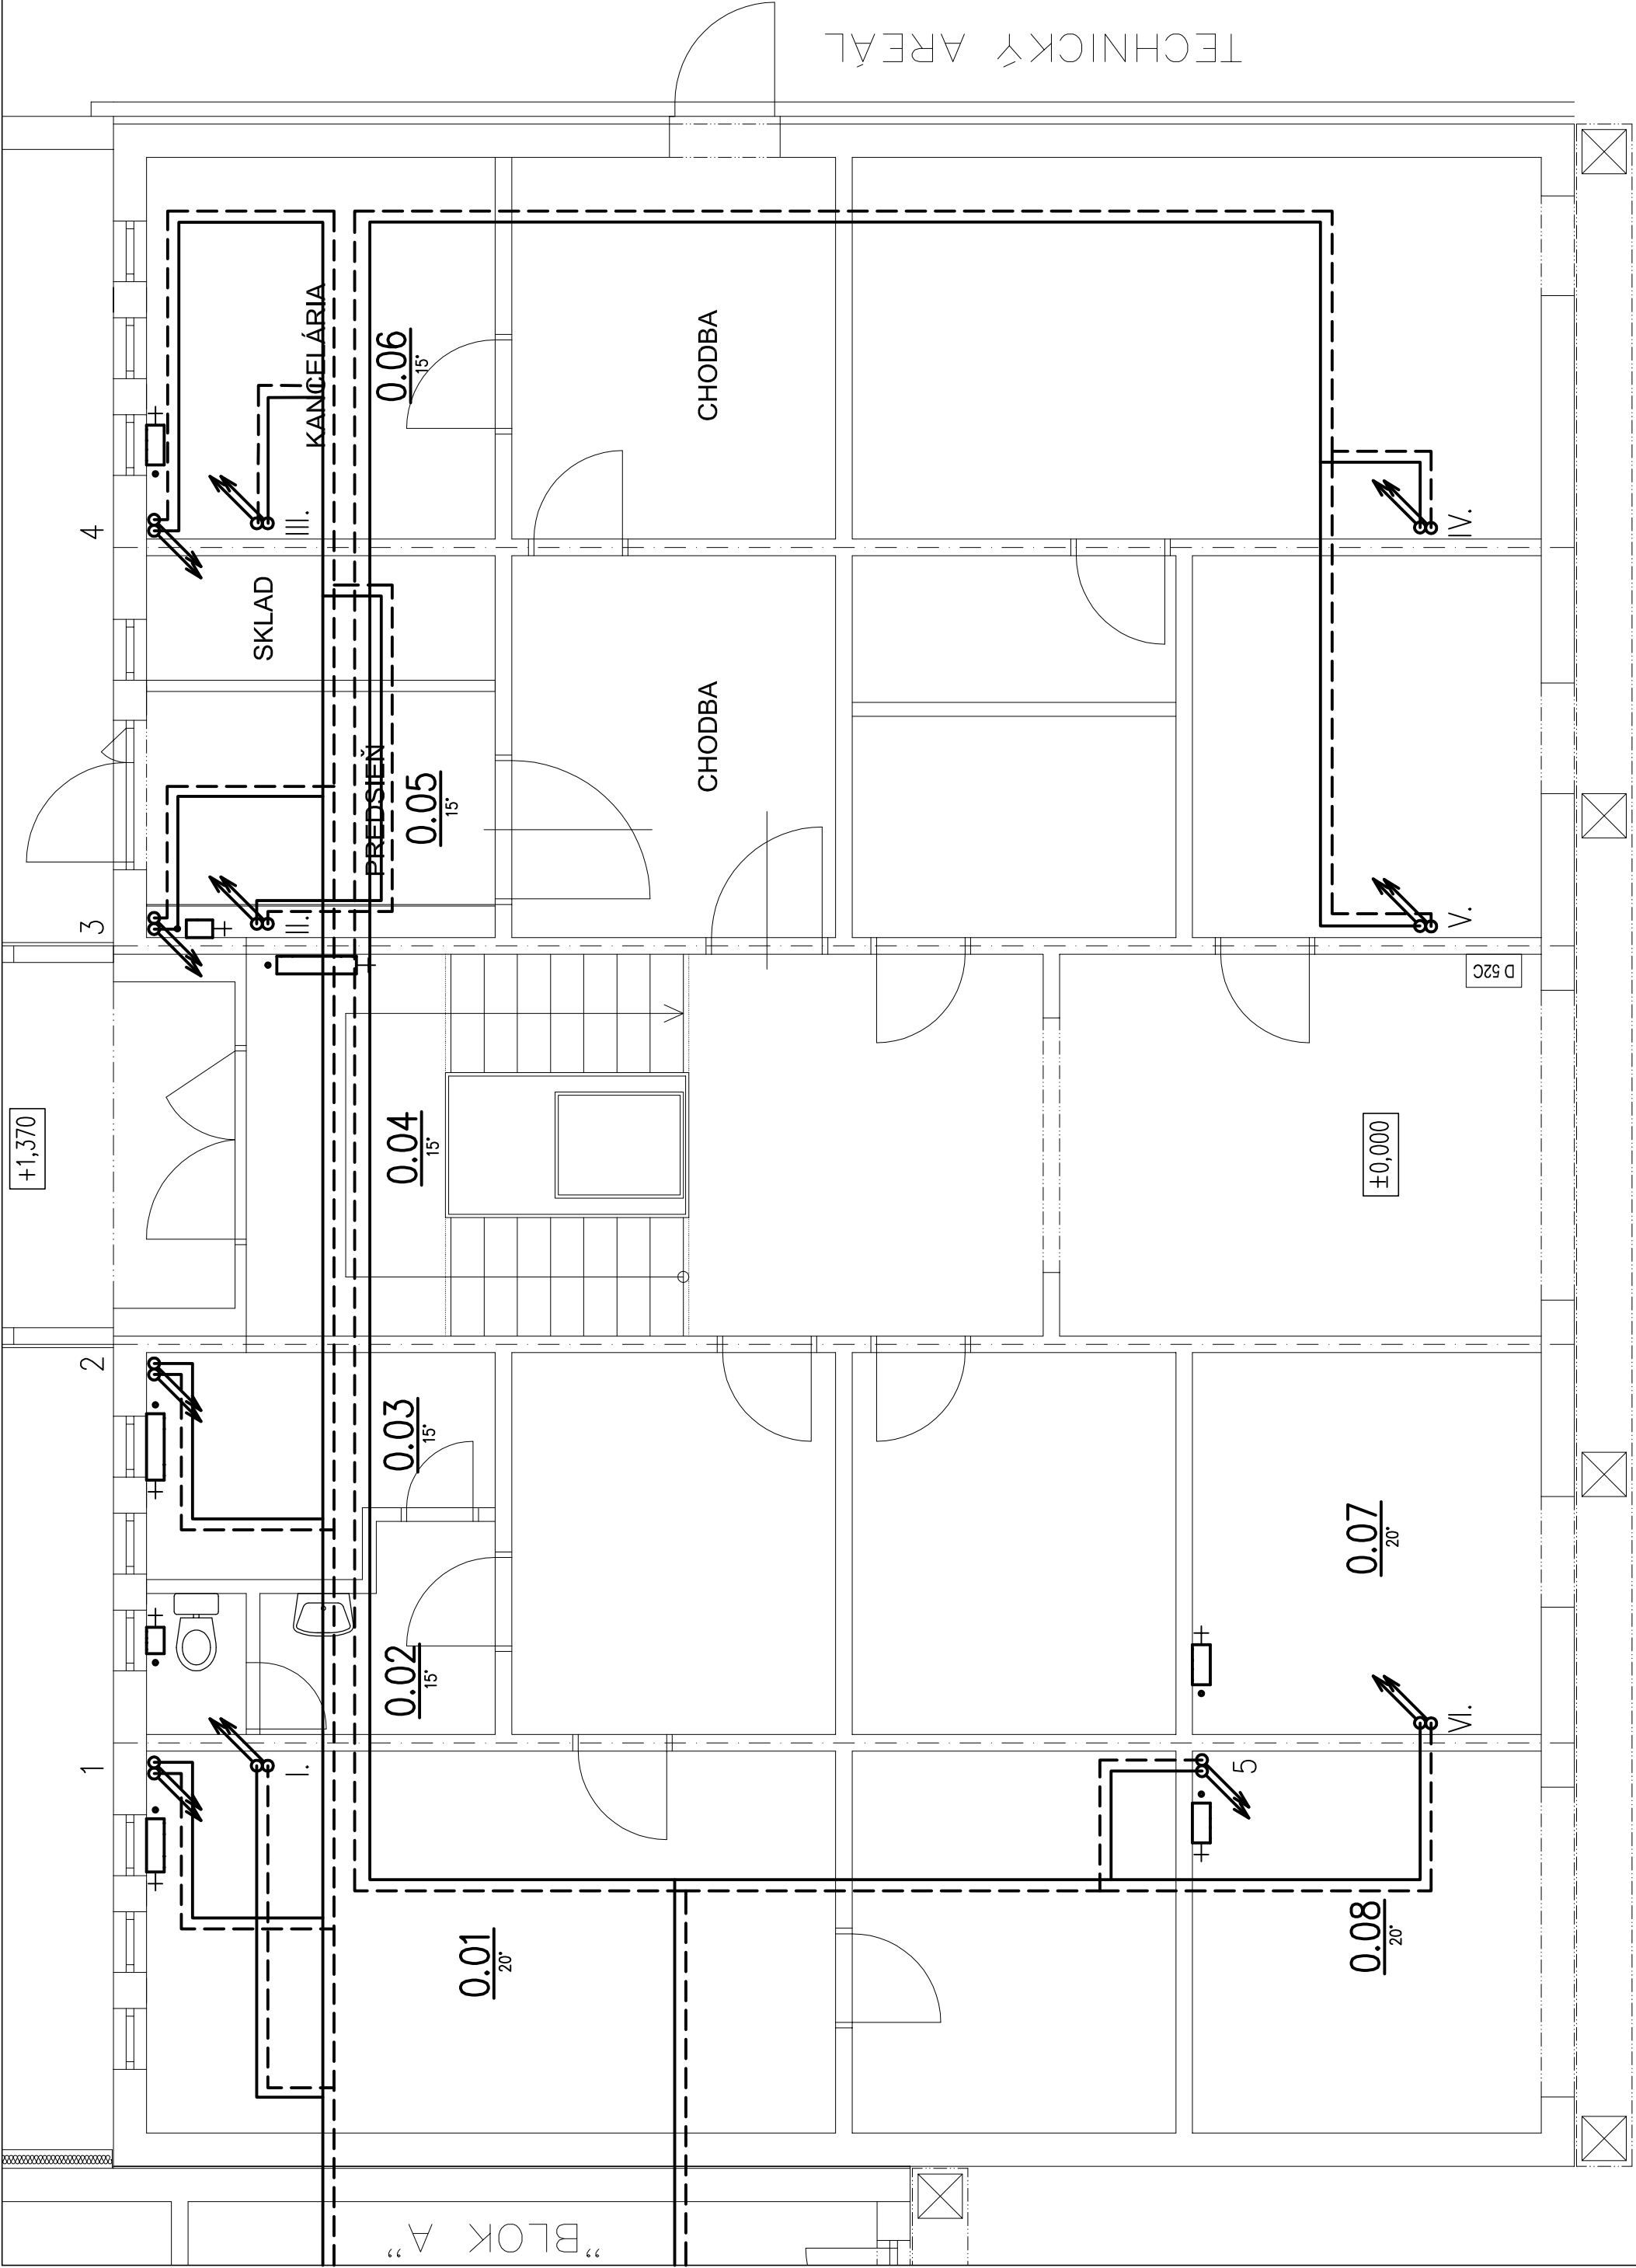 TECHNICKÝ AREÁL
4
KANCELÁRIA
0.06
15°
CHODBA
III.
IV.
SKLAD
CHODBA
PREDSIEŇ
0.05
15°
3
II.
V.
D 52C
+1,370
0.04
15°
±0,000
2
0.03
15°
0.07
20°
0.02
15°
1
I.
VI.
5
0.01
20°
0.08
20°
"BLOK A"